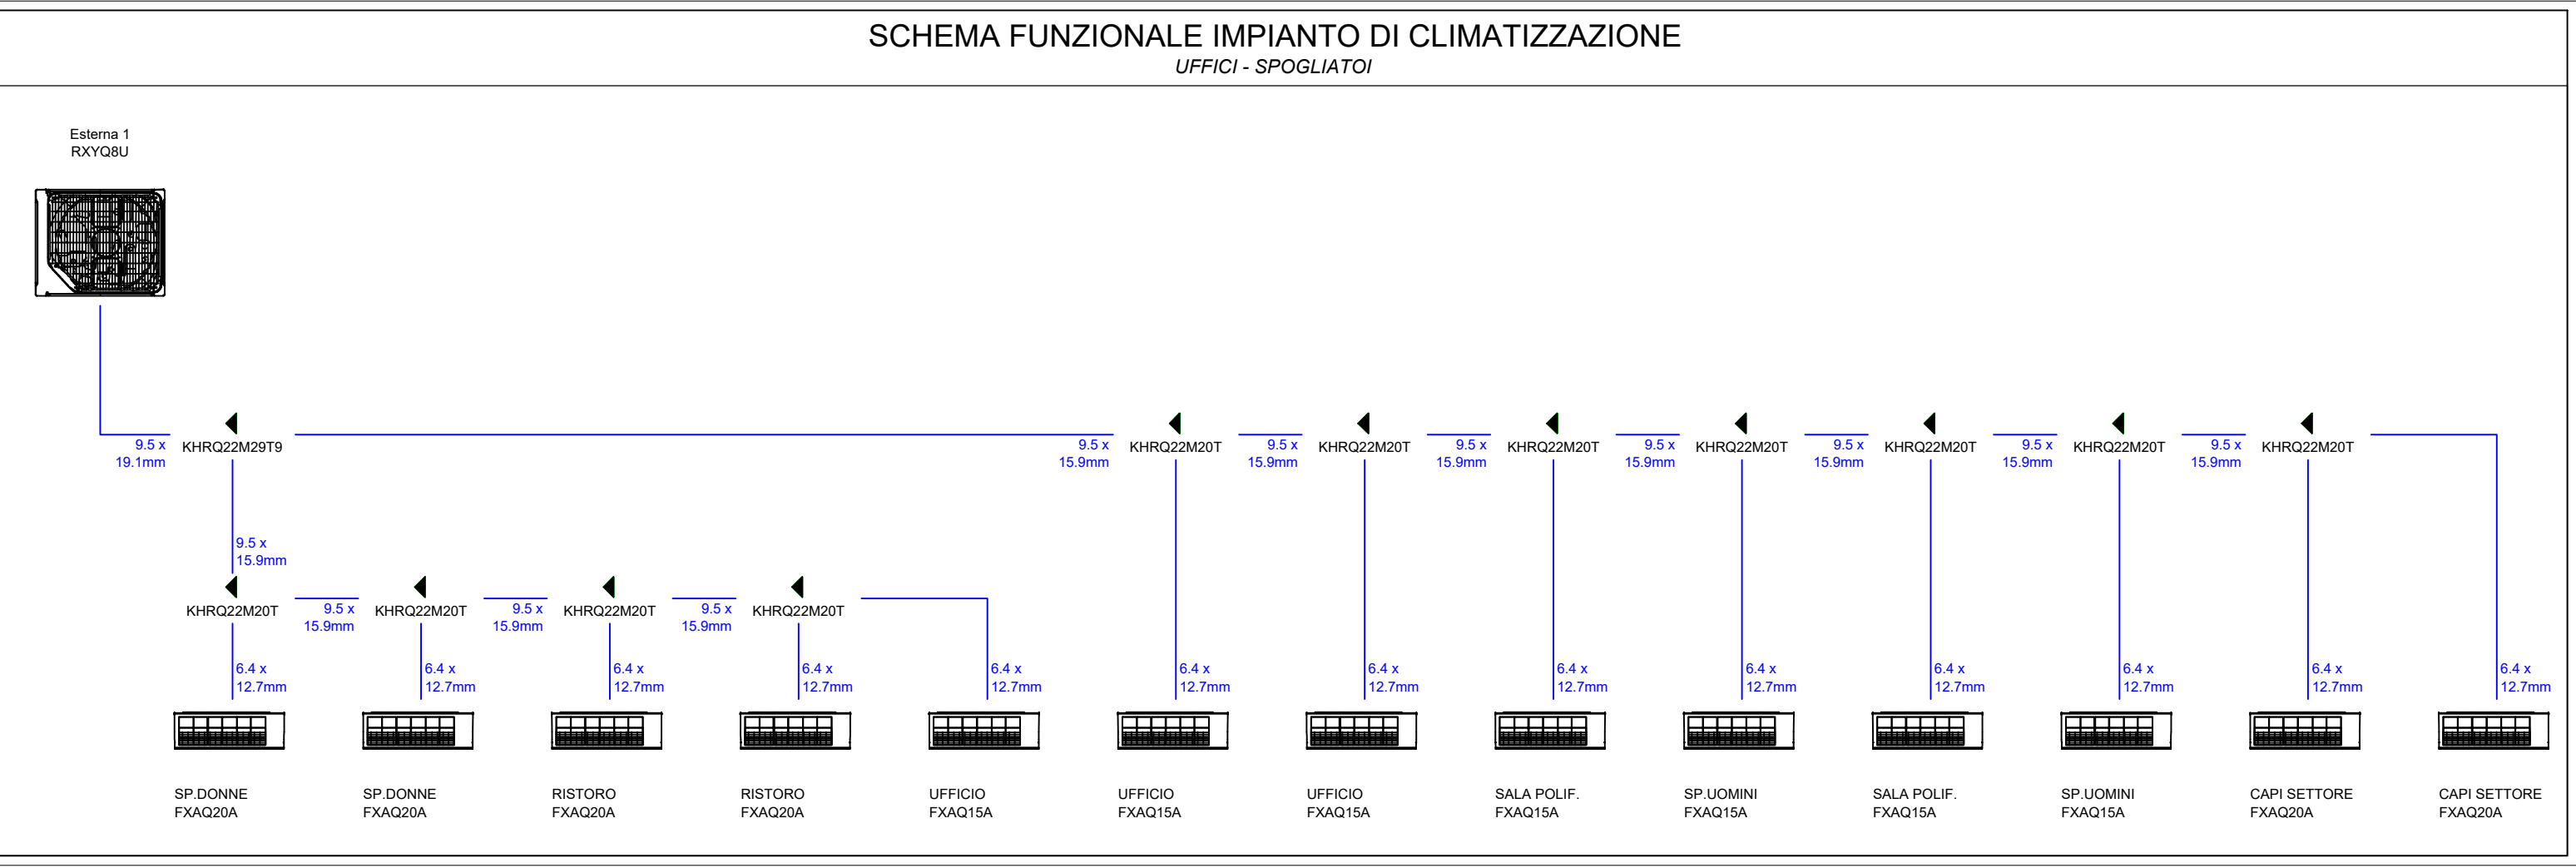 SCHEMA FUNZIONALE IMPIANTO DI CLIMATIZZAZIONE
UFFICI - SPOGLIATOI
Esterna 1
RXYQ8U
9.5 x
19.1mm
KHRQ22M29T9
9.5 x
15.9mm
KHRQ22M20T
9.5 x
15.9mm
KHRQ22M20T
9.5 x
15.9mm
KHRQ22M20T
9.5 x
15.9mm
KHRQ22M20T
9.5 x
15.9mm
KHRQ22M20T
9.5 x
15.9mm
KHRQ22M20T
9.5 x
15.9mm
KHRQ22M20T
9.5 x
15.9mm
KHRQ22M20T
9.5 x
15.9mm
KHRQ22M20T
9.5 x
15.9mm
KHRQ22M20T
9.5 x
15.9mm
KHRQ22M20T
6.4 x
12.7mm
6.4 x
12.7mm
6.4 x
12.7mm
6.4 x
12.7mm
6.4 x
12.7mm
6.4 x
12.7mm
6.4 x
12.7mm
6.4 x
12.7mm
6.4 x
12.7mm
6.4 x
12.7mm
6.4 x
12.7mm
6.4 x
12.7mm
6.4 x
12.7mm
SP.DONNE
FXAQ20A
SP.DONNE
FXAQ20A
RISTORO
FXAQ20A
RISTORO
FXAQ20A
UFFICIO
FXAQ15A
UFFICIO
FXAQ15A
UFFICIO
FXAQ15A
SALA POLIF.
FXAQ15A
SP.UOMINI
FXAQ15A
SALA POLIF.
FXAQ15A
SP.UOMINI
FXAQ15A
CAPI SETTORE
FXAQ20A
CAPI SETTORE
FXAQ20A